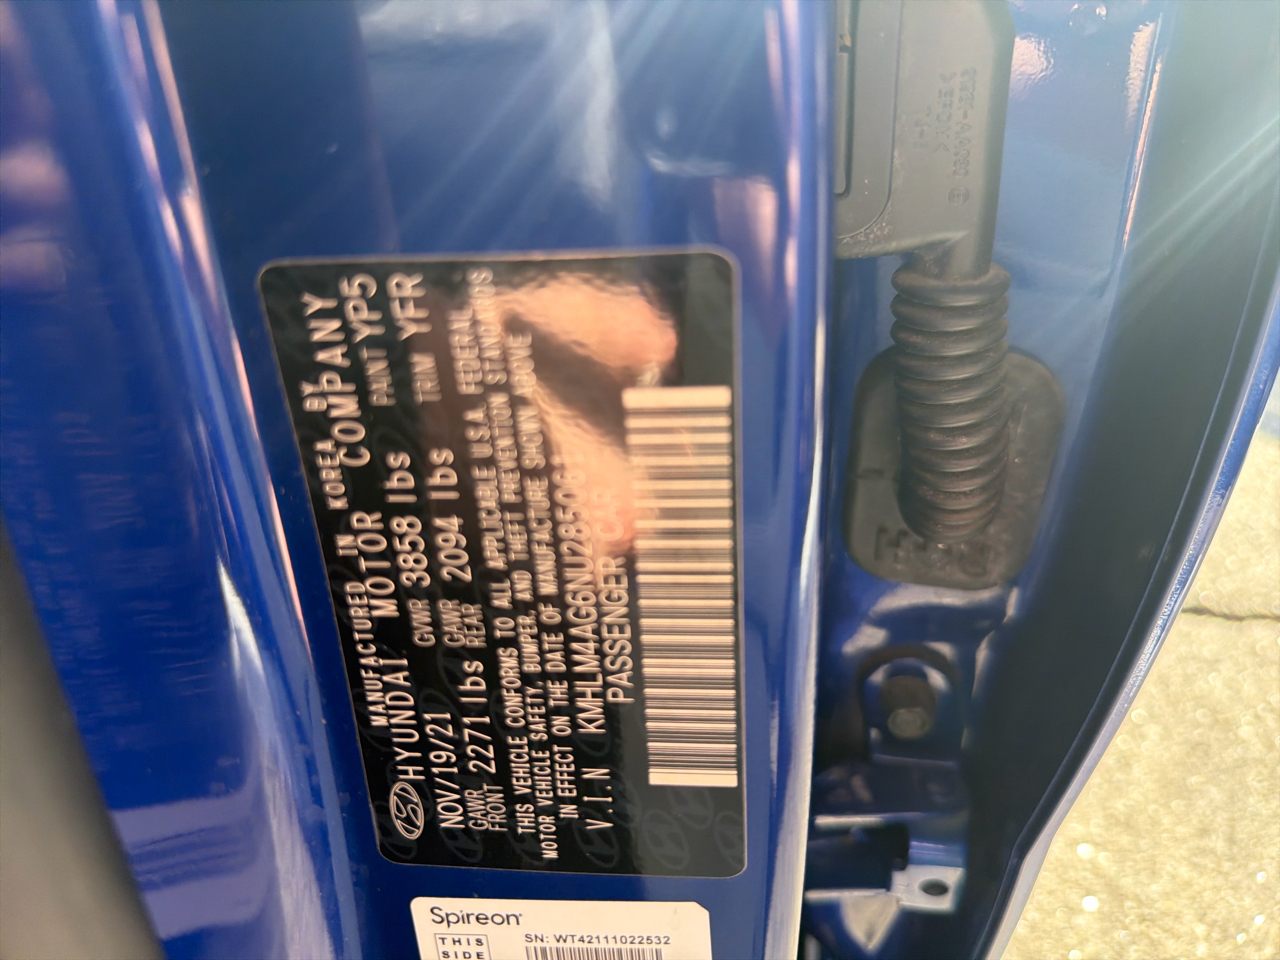 MANUFACTURED IN KOREA BY
HYUNDAI MOTOR COMPANY
NOV/19/21 GVWR 3858 lbs PAINT YP5
GAWR FRONT 2271 lbs GAWR REAR 2094 lbs TRIM YFR
THIS VEHICLE CONFORMS TO ALL APPLICABLE U.S.A. FEDERAL
MOTOR VEHICLE SAFETY, BUMPER, AND THEFT PREVENTION STANDARDS
IN EFFECT ON THE DATE OF MANUFACTURE SHOWN ABOVE
V.I.N
PASSENGER CAR
Spireon
SN: WT42111022532
THIS
SIDE